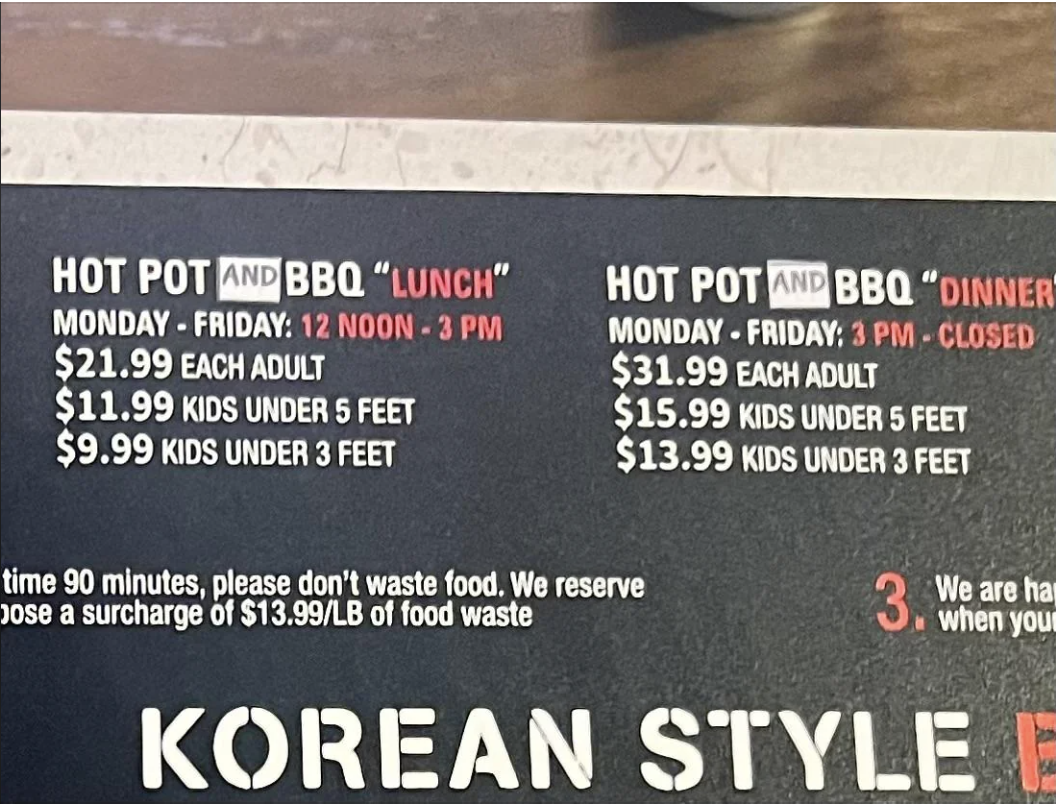 HOT POT AND BBQ "LUNCH"
MONDAY - FRIDAY: 12 NOON - 3 PM
$21.99 EACH ADULT
$11.99 KIDS UNDER 5 FEET
$9.99 KIDS UNDER 3 FEET
HOT POT AND BBQ "DINNER
MONDAY - FRIDAY: 3 PM - CLOSED
$31.99 EACH ADULT
$15.99 KIDS UNDER 5 FEET
$13.99 KIDS UNDER 3 FEET
time 90 minutes, please don't waste food. We reserve
a surcharge of $13.99/LB of food waste
3. We are
when your
KOREAN STYLE